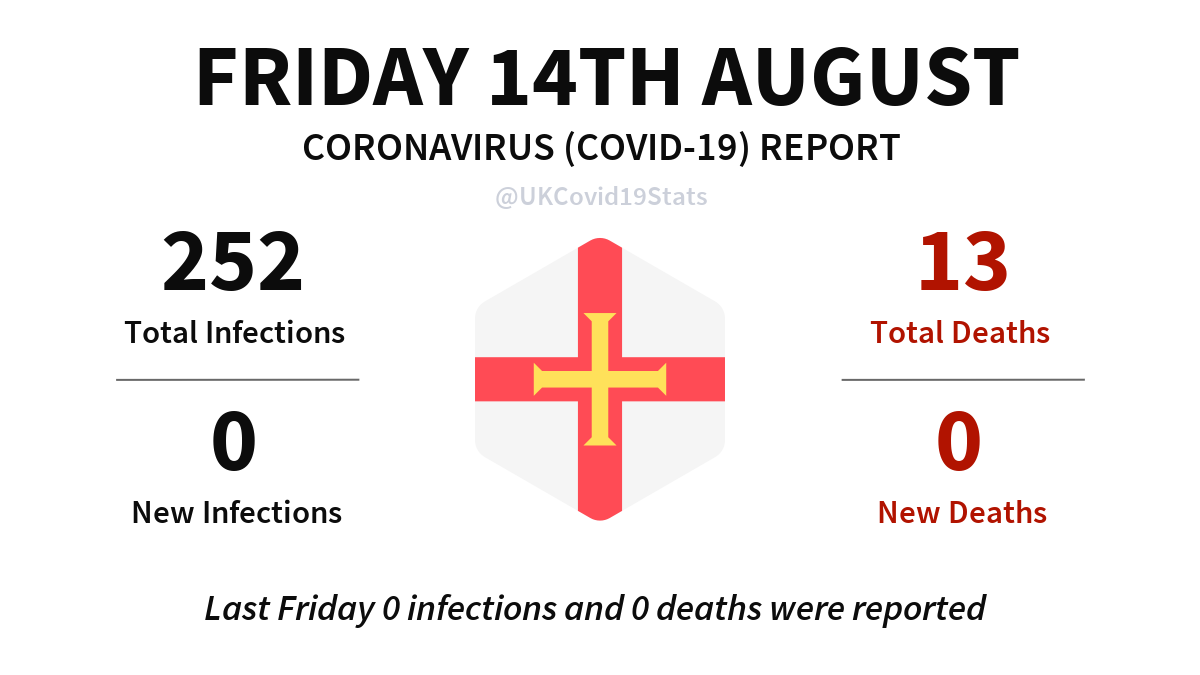 FRIDAY 14TH AUGUST
CORONAVIRUS (COVID-19) REPORT
@UKCovid19Stats
252
Total Infections
0
New Infections
13
Total Deaths
0
New Deaths
Last Friday 0 infections and 0 deaths were reported